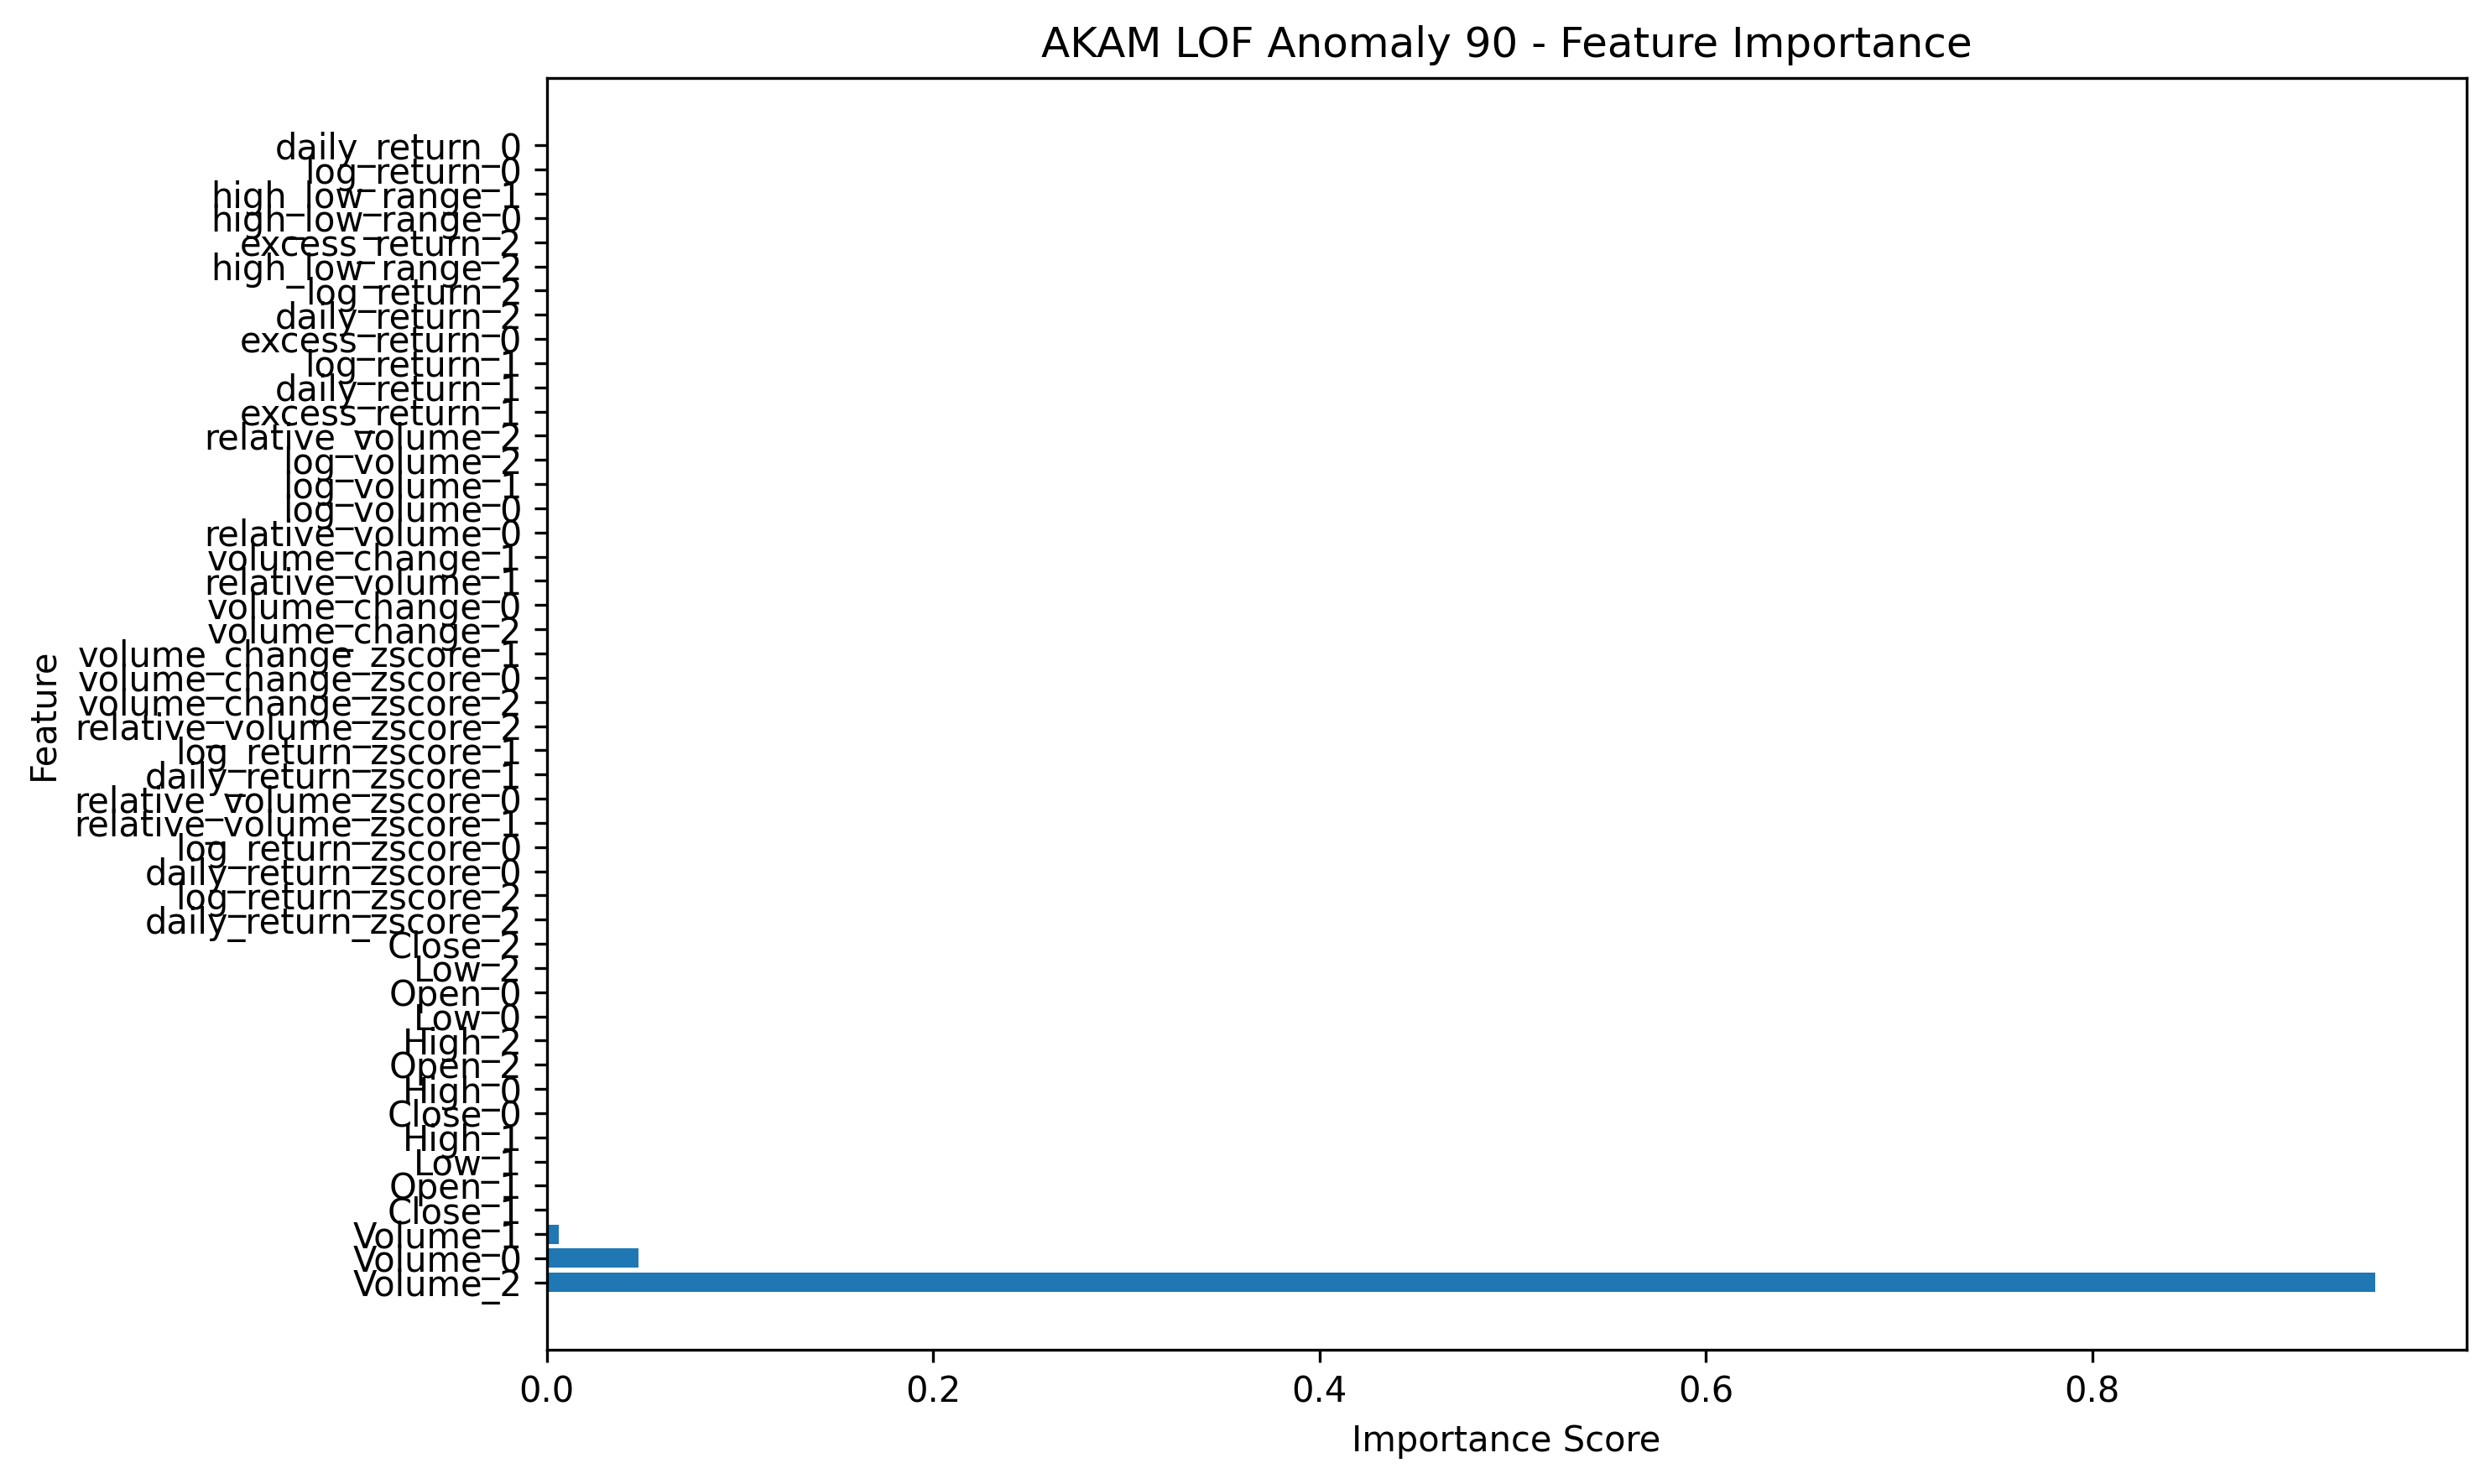 AKAM LOF Anomaly 90 - Feature Importance
daily_return_0
log_return_0
high_low_range_1
high_low_range_0
excess_return_2
high_low_range_2
log_return_2
daily_return_2
excess_return_0
log_return_1
daily_return_1
excess_return_1
relative_volume_2
log_volume_2
log_volume_1
log_volume_0
relative_volume_0
volume_change_1
relative_volume_1
volume_change_0
volume_change_2
volume_change_zscore_1
volume_change_zscore_0
volume_change_zscore_2
relative_volume_zscore_2
log_return_zscore_1
daily_return_zscore_1
relative_volume_zscore_0
relative_volume_zscore_1
log_return_zscore_0
daily_return_zscore_0
log_return_zscore_2
daily_return_zscore_2
Close_2
Low_2
Open_0
Low_0
High_2
Open_2
High_0
Close_0
High_1
Low_1
Open_1
Close_1
Volume_1
Volume_0
Volume_2
Feature
0.0 0.2 0.4 0.6 0.8
Importance Score